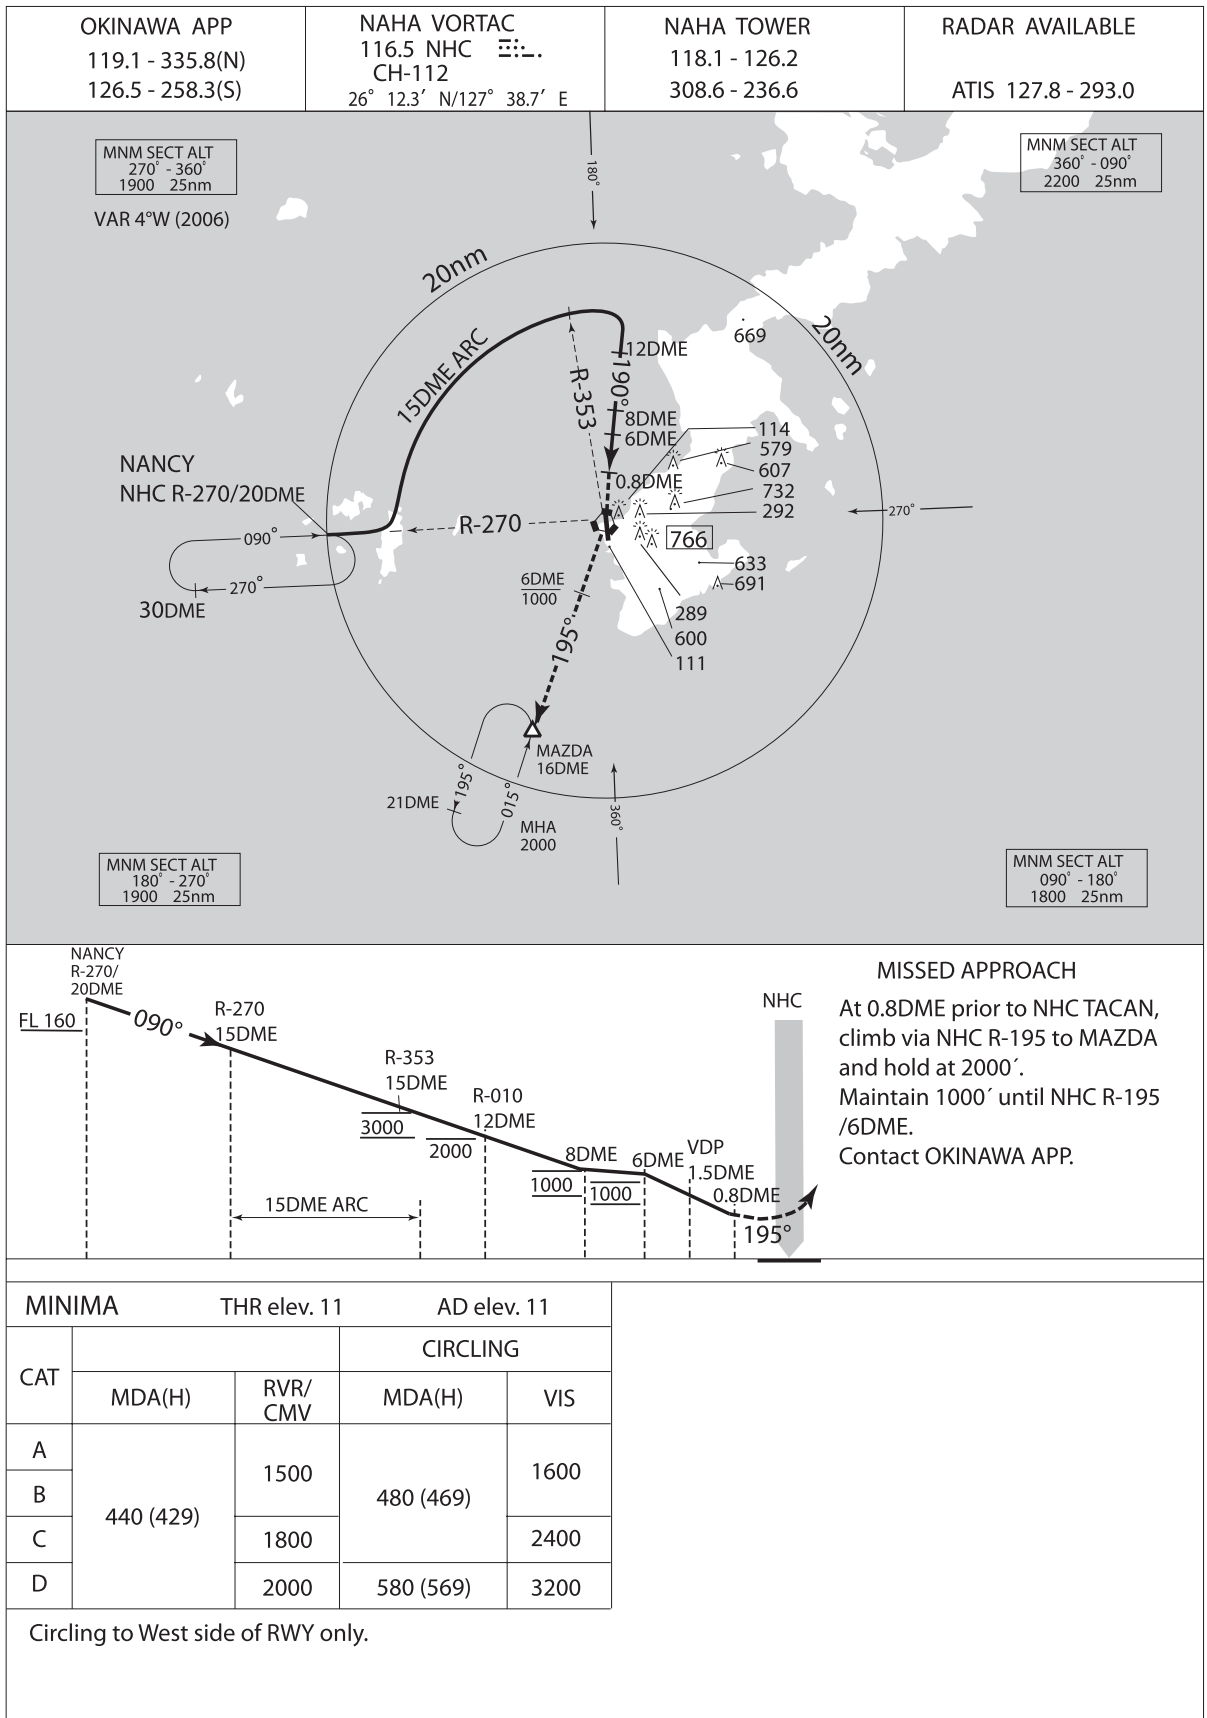 OKINAWA APP
119.1 - 335.8(N)
126.5 - 258.3(S)
NAHA VORTAC
116.5 NHC
CH-112
26° 12.3′ N/127° 38.7′ E
NAHA TOWER
118.1 - 126.2
308.6 - 236.6
RADAR AVAILABLE
ATIS 127.8 - 293.0
MNM SECT ALT
270° - 360°
1900 25nm
VAR 4°W (2006)
MNM SECT ALT
360° - 090°
2200 25nm
180°
20nm
20nm
15DME ARC
R-353
190°
12DME
8DME
6DME
0.8DME
669
114
579
607
732
292
766
633
691
289
600
111
270°
NANCY
NHC R-270/20DME
R-270
090°
270°
30DME
6DME
1000
195°
MAZDA
16DME
195°
015°
21DME
MHA
2000
360°
MNM SECT ALT
180° - 270°
1900 25nm
MNM SECT ALT
090° - 180°
1800 25nm
NANCY
R-270/
20DME
FL 160
090°
R-270
15DME
R-353
15DME
3000
R-010
12DME
2000
8DME
1000
6DME
1000
VDP
1.5DME
0.8DME
195°
NHC
15DME ARC
MISSED APPROACH
At 0.8DME prior to NHC TACAN,
climb via NHC R-195 to MAZDA
and hold at 2000′.
Maintain 1000′ until NHC R-195
/6DME.
Contact OKINAWA APP.
MINIMA THR elev. 11 AD elev. 11
CAT
CIRCLING
MDA(H)
RVR/
CMV
MDA(H)
VIS
A
B
C
D
440 (429)
1500
1800
2000
480 (469)
580 (569)
1600
2400
3200
Circling to West side of RWY only.